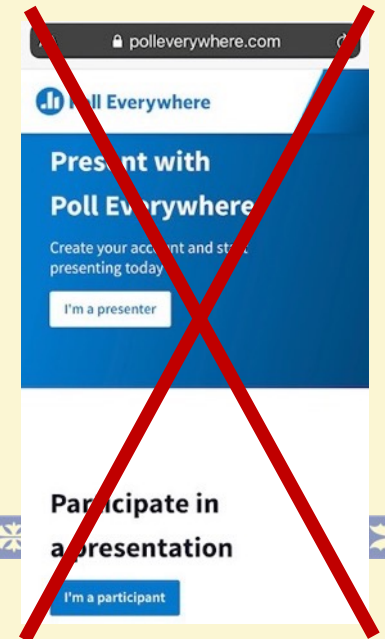 polleverywhere.com
Poll Everywhere
Present with
Poll Everywhere
Create your account and start
presenting today
I'm a presenter
Participate in
a presentation
I'm a participant